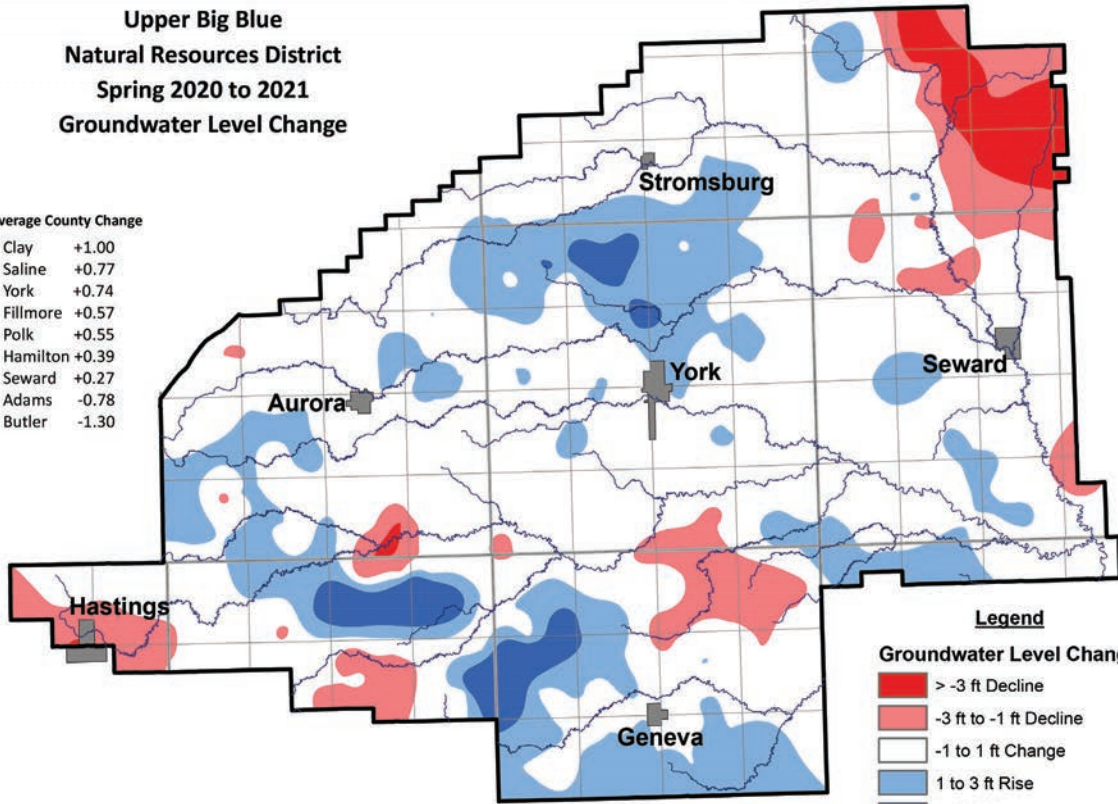 Upper Big Blue
Natural Resources District
Spring 2020 to 2021
Groundwater Level Change
verage County Change
Clay +1.00
Saline +0.77
York +0.74
Fillmore +0.57
Polk +0.55
Hamilton +0.39
Seward +0.27
Adams -0.78
Butler -1.30
Stromsburg
York
Seward
Aurora
Hastings
Geneva
Legend
Groundwater Level Chang
> -3 ft Decline
-3 ft to -1 ft Decline
-1 to 1 ft Change
1 to 3 ft Rise